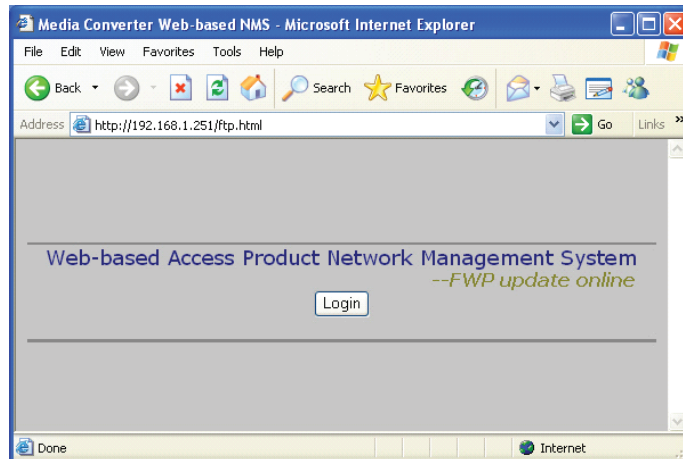 Media Converter Web-based NMS - Microsoft Internet Explorer
File Edit View Favorites Tools Help
Back Search Favorites
Address http://192.168.1.251/ftp.html Go Links »
Web-based Access Product Network Management System
--FWP update online
Login
Done Internet